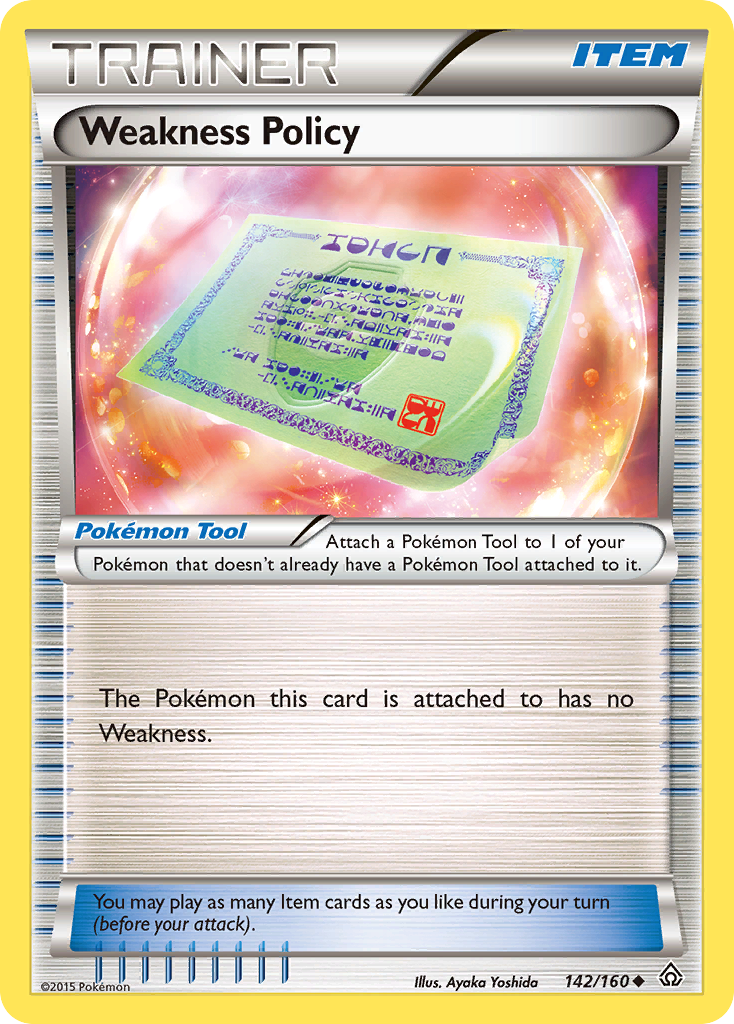 TRAINER
ITEM
Weakness Policy
Pokémon Tool
Attach a Pokémon Tool to 1 of your
Pokémon that doesn't already have a Pokémon Tool attached to it.
The Pokémon this card is attached to has no
Weakness.
You may play as many Item cards as you like during your turn
(before your attack).
©2015 Pokémon
Illus. Ayaka Yoshida
142/160